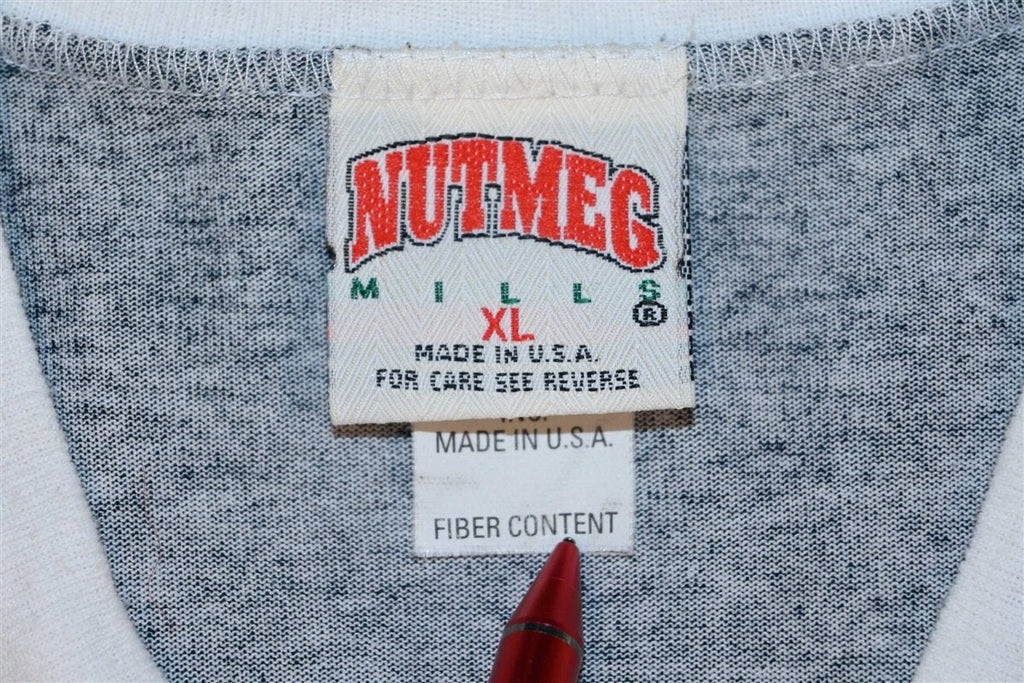 NUTMEG
MILLS
®
XL
MADE IN U.S.A.
FOR CARE SEE REVERSE
MADE IN U.S.A.
FIBER CONTENT